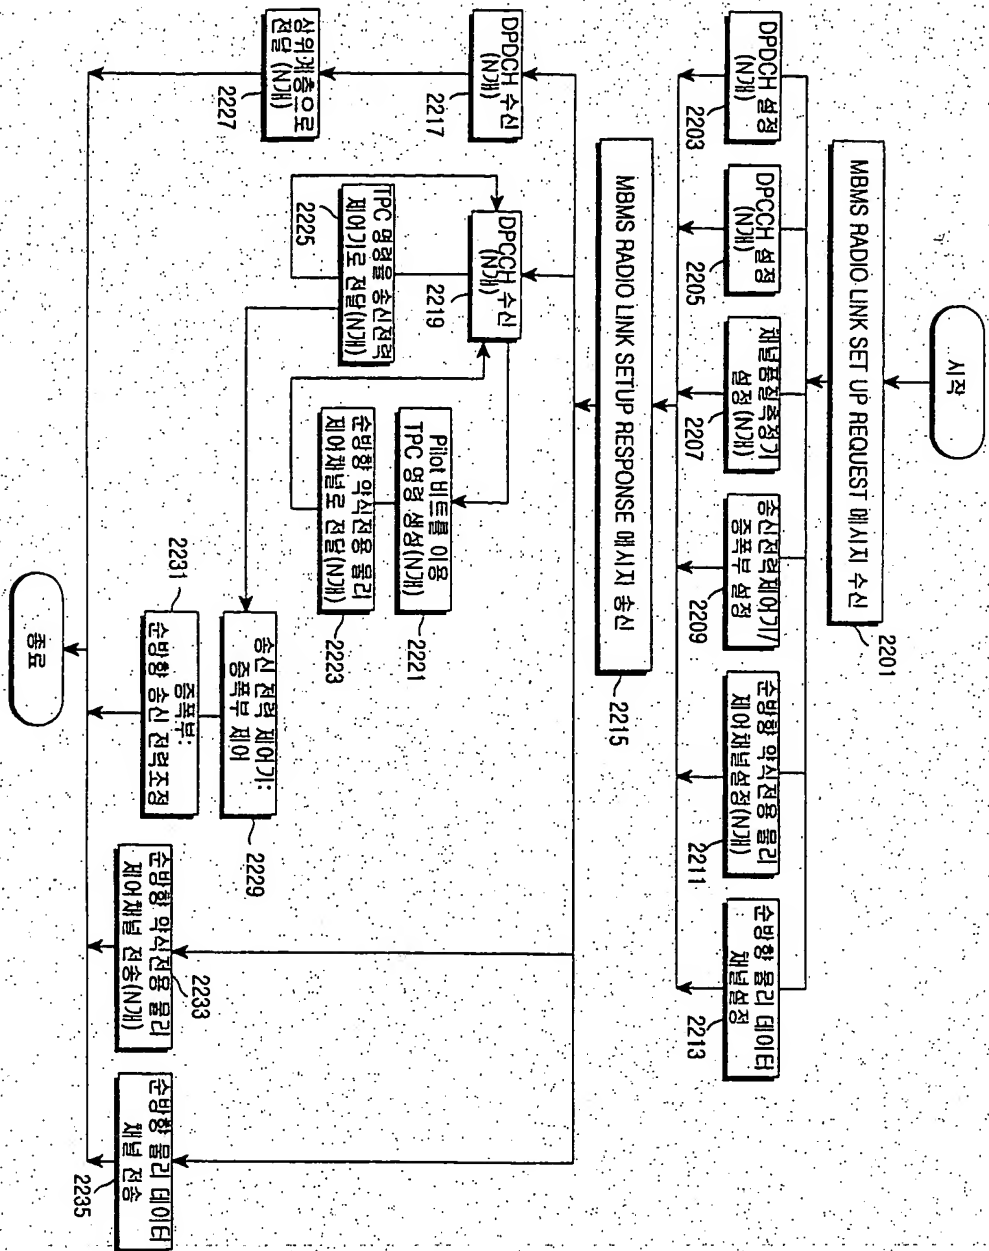 시작
MBMS RADIO LINK SET UP REQUEST 메시지 수신
2201
DPDCH 설정
(N개)
2203
DPCCH 설정
(N개)
2205
채널품질측정기
설정(N개)
2207
송신전력제어기/
증폭부 설정
2209
순방향 약식전용 물리
제어채널설정(N개)
2211
순방향 물리 데이터
채널설정
2213
MBMS RADIO LINK SETUP RESPONSE 메시지 송신
2215
DPDCH 수신
(N개)
2217
DPCCH 수신
(N개)
2219
Pilot 비트를 이용
TPC 명령 생성(N개)
2221
순방향 약식전용 물리
제어채널로 전달(N개)
2223
TPC 명령을 송신전력
제어기로 전달(N개)
2225
상위계층으로
전달 (N개)
2227
송신 전력 제어기:
증폭부 제어
2229
증폭부:
순방향 송신 전력조정
2231
순방향 약식전용 물리
제어채널 전송(N개)
2233
순방향 물리 데이터
채널 전송
2235
종료